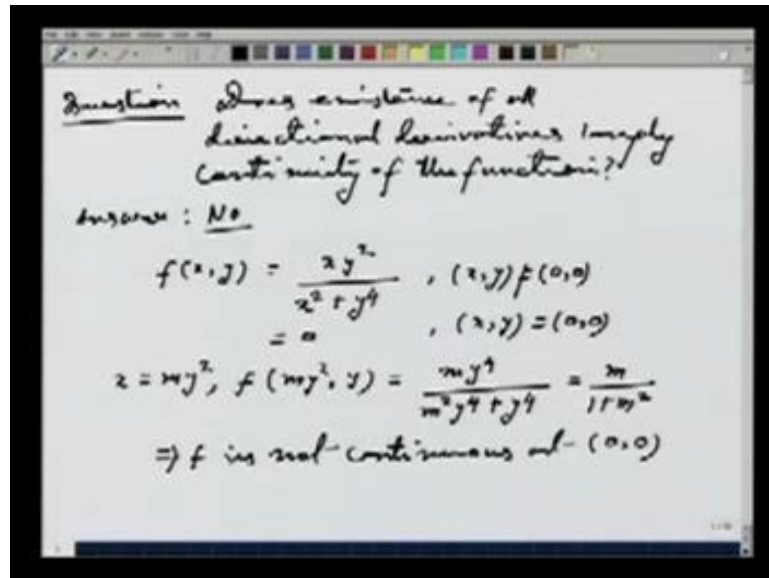 Question Does existence of all
directional derivatives imply
continuity of the function?
Answer : No
f(x,y) = xy² / (x² + y⁴) , (x,y) ≠ (0,0)
= 0 , (x,y) = (0,0)
x = my², f(my², y) = my⁴ / (m²y⁴ + y⁴) = m / (1+m²)
⇒ f is not continuous at (0,0)